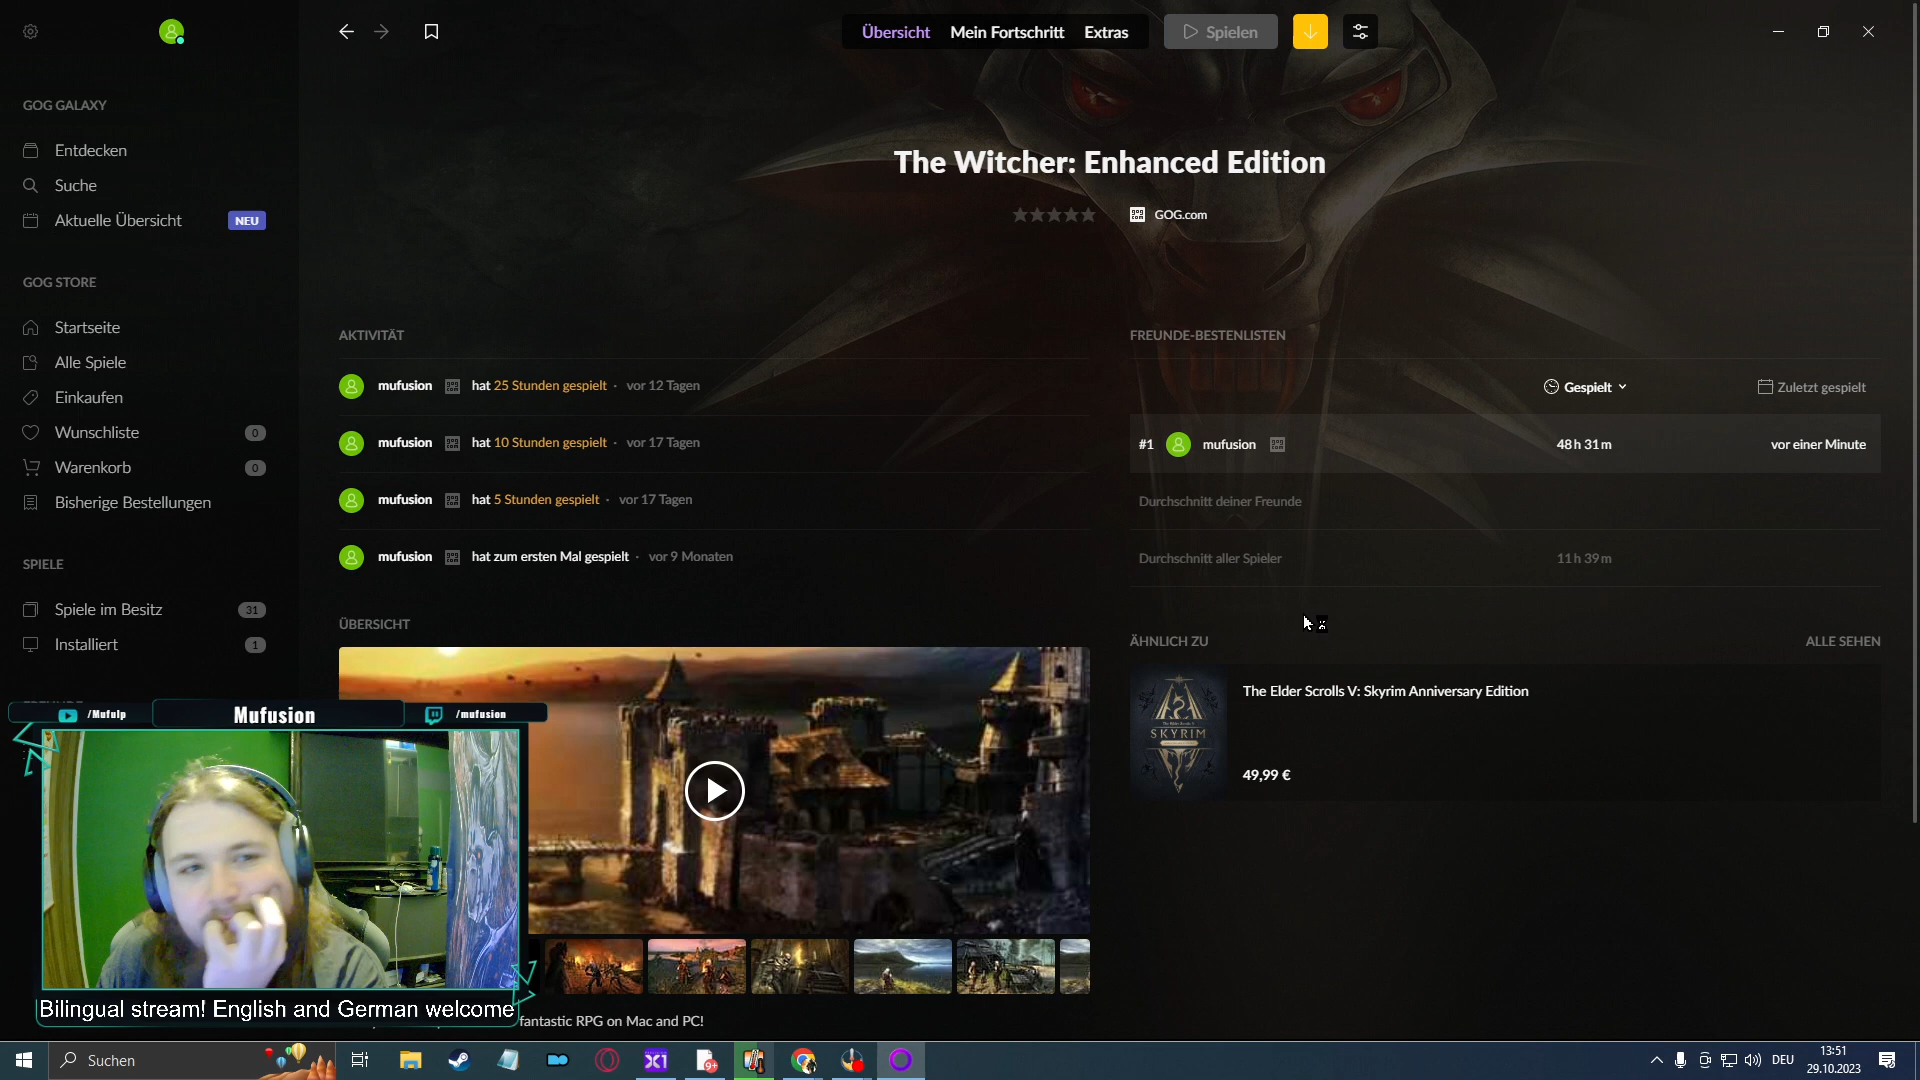 Übersicht
Mein Fortschritt
Extras
Spielen
GOG GALAXY
Entdecken
Suche
Aktuelle Übersicht
NEU
GOG STORE
Startseite
Alle Spiele
Einkaufen
Wunschliste
0
Warenkorb
0
Bisherige Bestellungen
SPIELE
Spiele im Besitz
31
Installiert
1
The Witcher: Enhanced Edition
GOG.com
AKTIVITÄT
mufusion hat 25 Stunden gespielt · vor 12 Tagen
mufusion hat 10 Stunden gespielt · vor 17 Tagen
mufusion hat 5 Stunden gespielt · vor 17 Tagen
mufusion hat zum ersten Mal gespielt · vor 9 Monaten
FREUNDE-BESTENLISTEN
Gespielt
Zuletzt gespielt
#1 mufusion 48 h 31 m vor einer Minute
Durchschnitt deiner Freunde
Durchschnitt aller Spieler 11 h 39 m
ÜBERSICHT
ÄHNLICH ZU
ALLE SEHEN
SKYRIM
The Elder Scrolls V: Skyrim Anniversary Edition
49,99 €
/Mufulp
Mufusion
/mufusion
Bilingual stream! English and German welcome
fantastic RPG on Mac and PC!
Suchen
X1
9+
DEU
13:51
29.10.2023